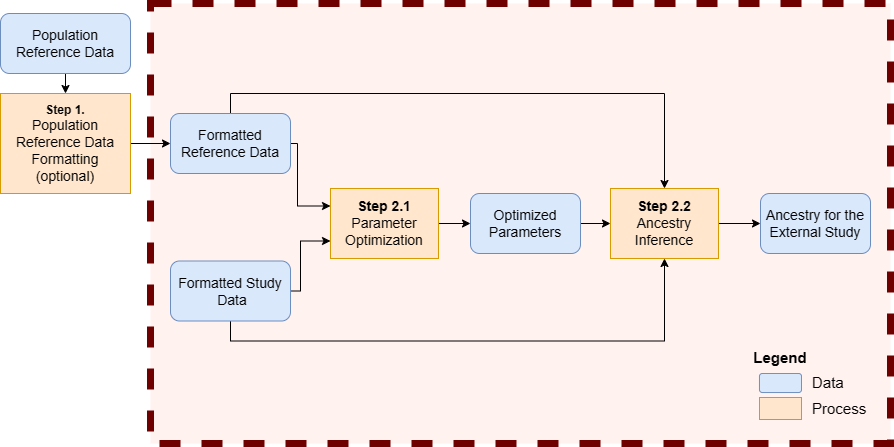 Population
Reference Data
Step 1.
Population
Reference Data
Formatting
(optional)
Formatted
Reference Data
Step 2.1
Parameter
Optimization
Optimized
Parameters
Step 2.2
Ancestry
Inference
Ancestry for the
External Study
Formatted Study
Data
Legend
Data
Process